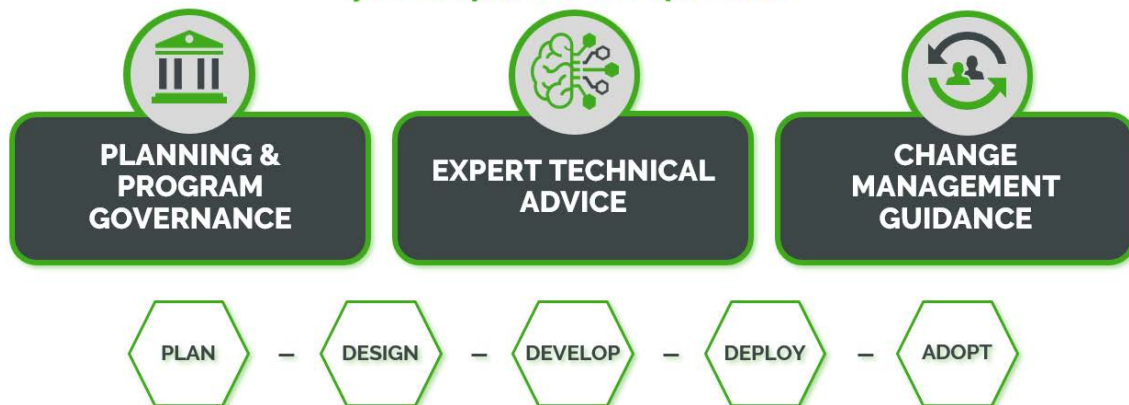 PLANNING &
PROGRAM
GOVERNANCE
EXPERT TECHNICAL
ADVICE
CHANGE
MANAGEMENT
GUIDANCE
PLAN – DESIGN – DEVELOP – DEPLOY – ADOPT